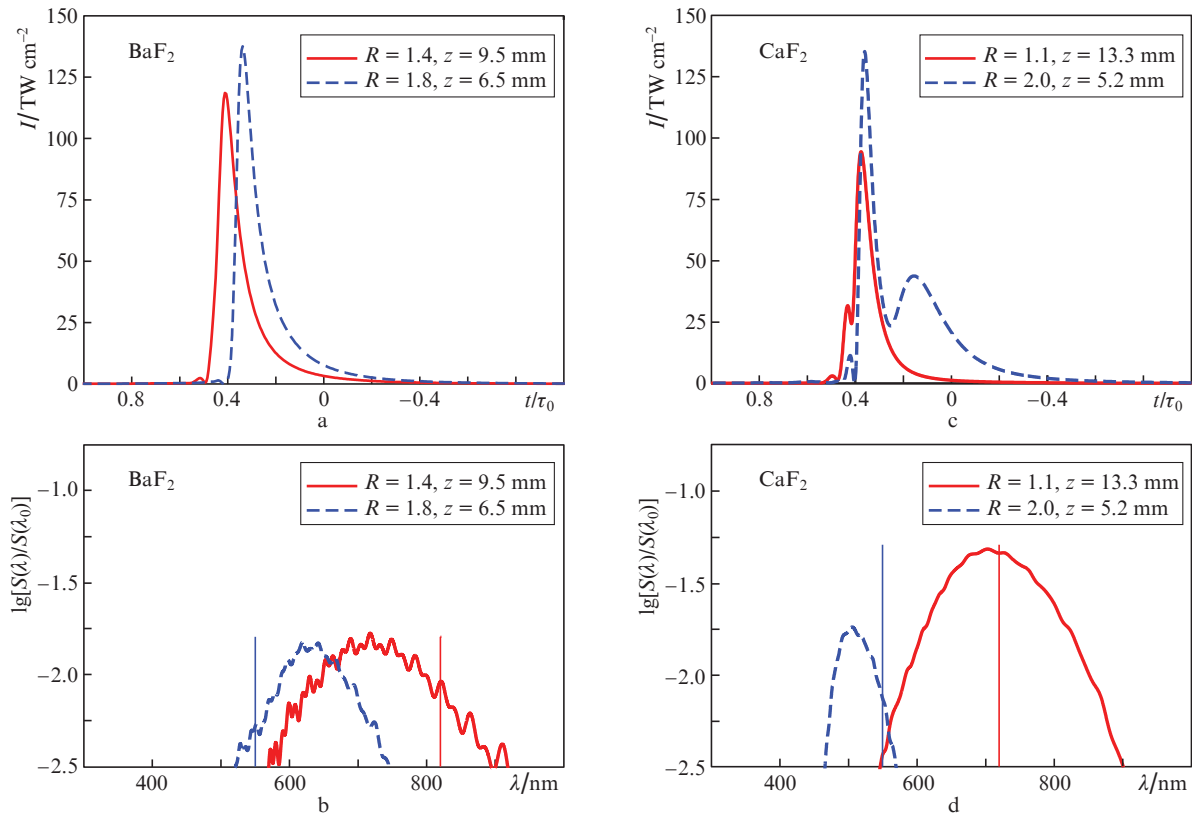 150
125
100
75
50
25
0
I/TW cm⁻²
BaF₂
R = 1.4, z = 9.5 mm
R = 1.8, z = 6.5 mm
0.8
0.4
0
−0.4
t/τ₀
a
150
125
100
75
50
25
0
I/TW cm⁻²
CaF₂
R = 1.1, z = 13.3 mm
R = 2.0, z = 5.2 mm
0.8
0.4
0
−0.4
t/τ₀
c
−1.0
−1.5
−2.0
−2.5
lg[S(λ)/S(λ₀)]
BaF₂
R = 1.4, z = 9.5 mm
R = 1.8, z = 6.5 mm
400
600
800
λ/nm
b
−1.0
−1.5
−2.0
−2.5
lg[S(λ)/S(λ₀)]
CaF₂
R = 1.1, z = 13.3 mm
R = 2.0, z = 5.2 mm
400
600
800
λ/nm
d